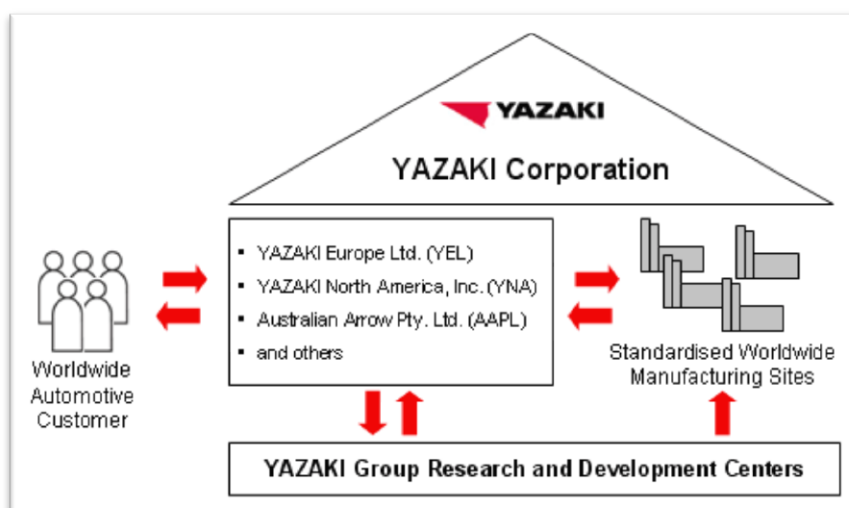 YAZAKI
YAZAKI Corporation
▪ YAZAKI Europe Ltd. (YEL)
▪ YAZAKI North America, Inc. (YNA)
▪ Australian Arrow Pty. Ltd. (AAPL)
▪ and others
Worldwide
Automotive
Customer
Standardised Worldwide
Manufacturing Sites
YAZAKI Group Research and Development Centers